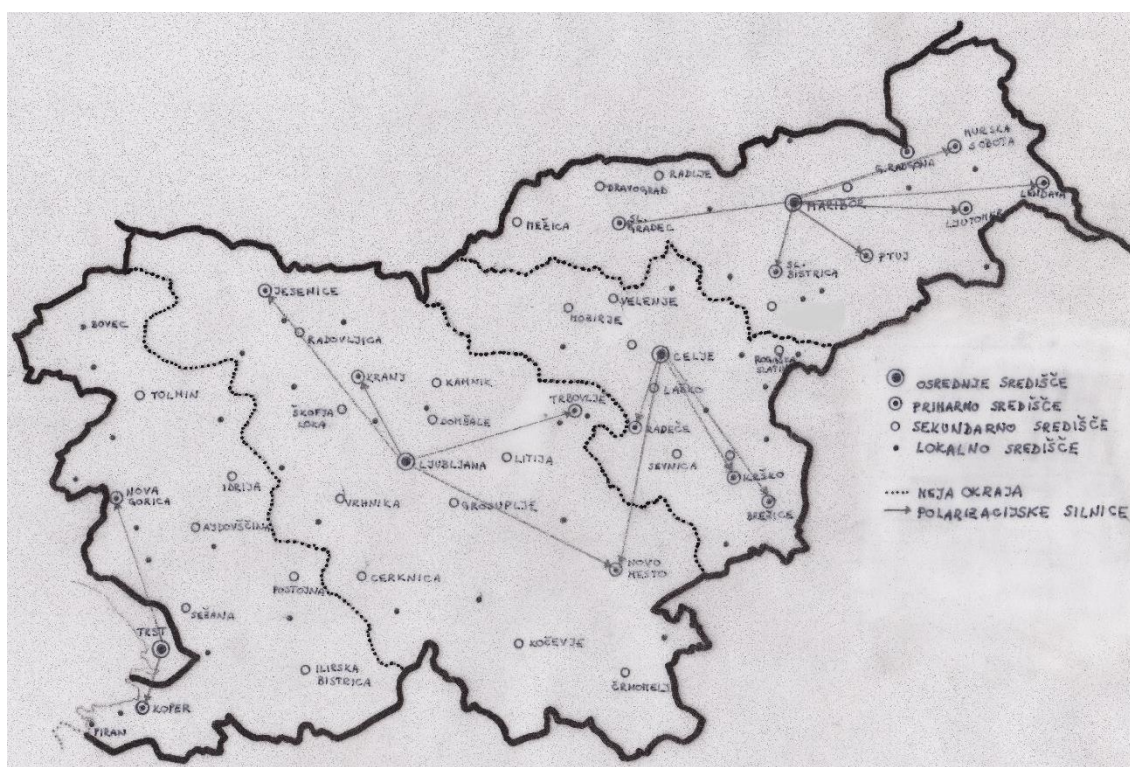 MURSKA
SOBOTA
G. RADGONA
RADLJE
DRAVOGRAD
LENDAVA
MARIBOR
LJUTOMER
MEŽICA
SL.
GRADEC
PTUJ
SL.
BISTRICA
JESENICE
VELENJE
MOZIRJE
BOVEC
RADOVLJICA
CELJE
ROGAŠKA
SLATINA
KRANJ
KAMNIK
LAŠKO
TOLMIN
TRBOVLJE
ŠKOFJA
LOKA
DOMŽALE
RADEČE
LJUBLJANA
LITIJA
SEVNICA
IDRIJA
KRŠKO
NOVA
GORICA
VRHNIKA
GROSUPLJE
BREŽICE
AJDOVŠČINA
NOVO
MESTO
POSTOJNA
CERKNICA
SEŽANA
TRST
KOČEVJE
ILIRSKA
BISTRICA
ČRNOMELJ
KOPER
PIRAN
OSREDNJE SREDIŠČE
PRIMARNO SREDIŠČE
SEKUNDARNO SREDIŠČE
LOKALNO SREDIŠČE
MEJA OKRAJA
POLARIZACIJSKE SILNICE